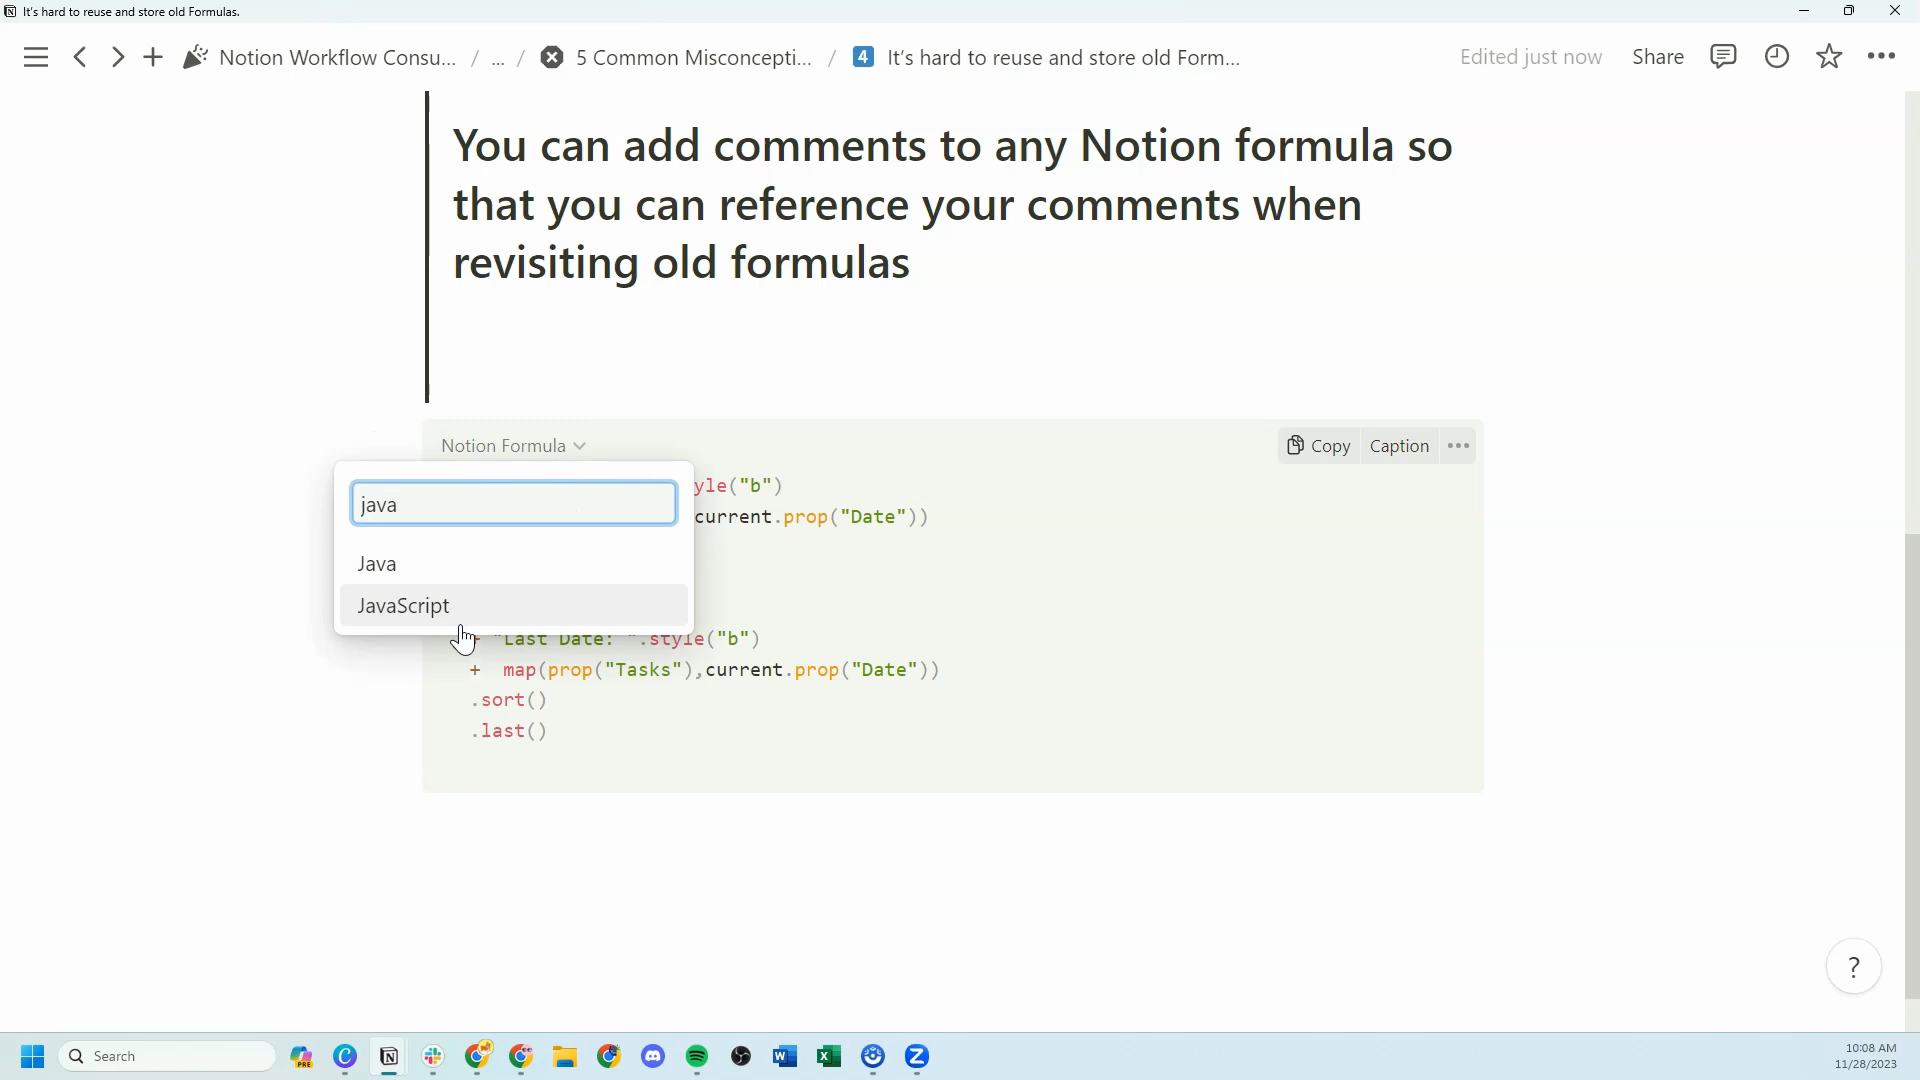 It's hard to reuse and store old Formulas.
Notion Workflow Consu... / ... / 5 Common Misconcepti... / 4 It's hard to reuse and store old Form...
Edited just now Share
You can add comments to any Notion formula so
that you can reference your comments when
revisiting old formulas
Notion Formula
Copy Caption
yle("b")
java
current.prop("Date"))
Java
JavaScript
+ "Last Date: ".style("b")
+ map(prop("Tasks"),current.prop("Date"))
.sort()
.last()
?
Search
PRE
10:08 AM
11/28/2023